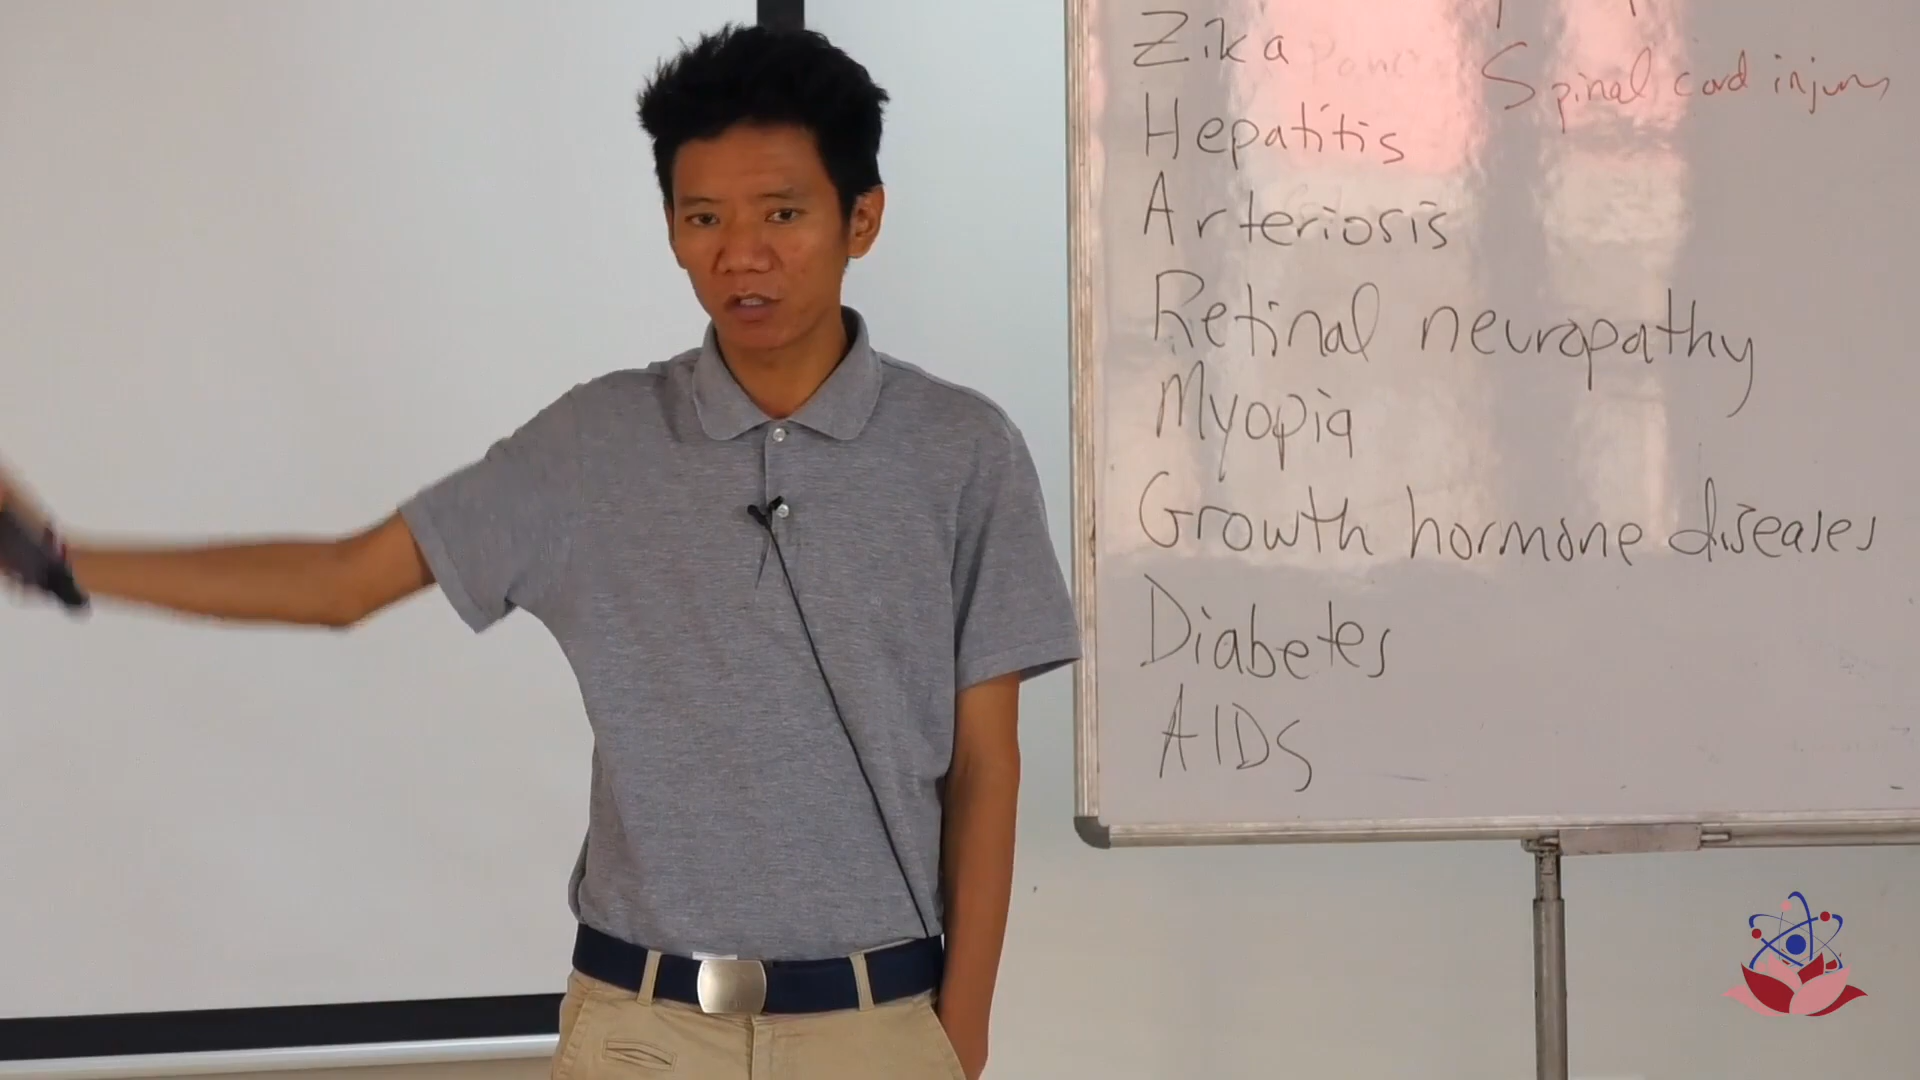 Zika
Spinal cord injury
Hepatitis
Arteriosis
Retinal neuropathy
Myopia
Growth hormone diseases
Diabetes
AIDS